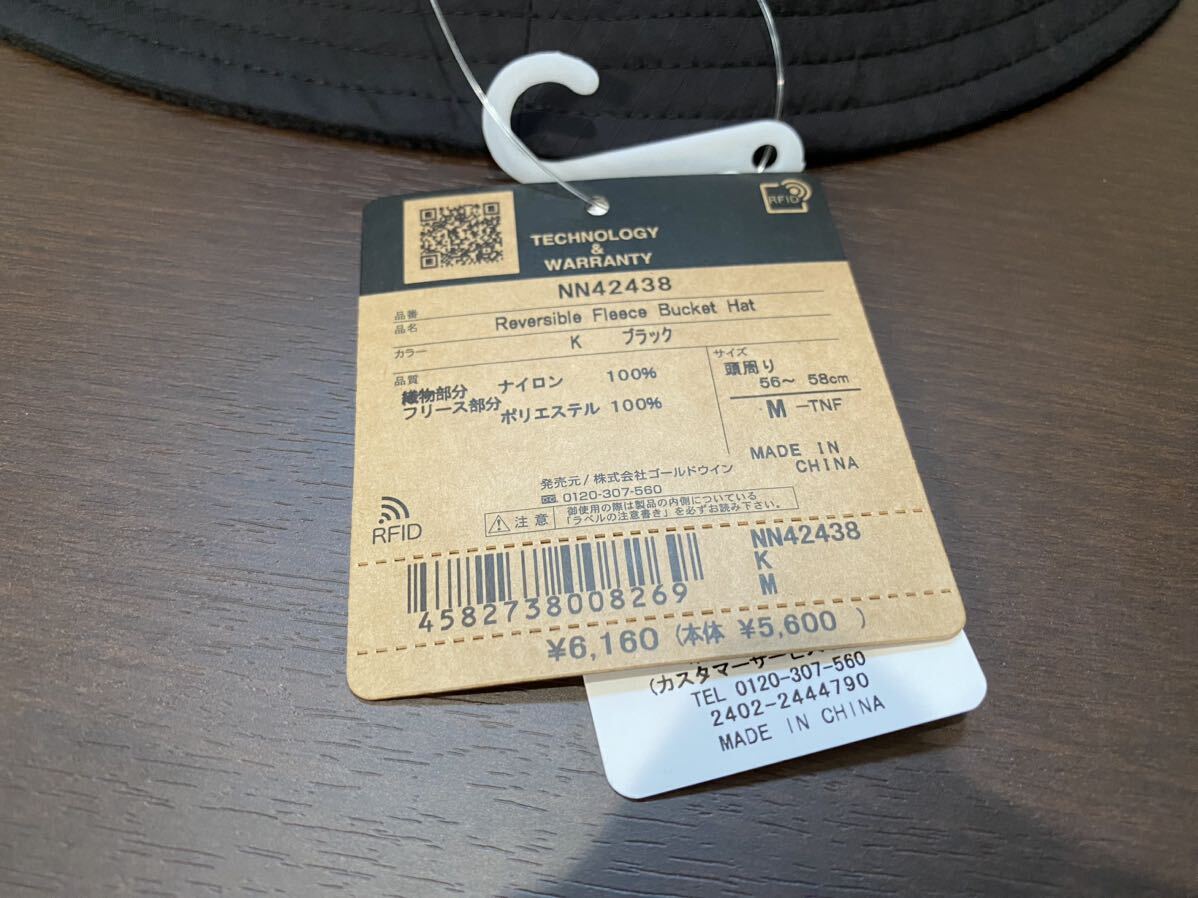 RFID
TECHNOLOGY
&
WARRANTY
品番 NN42438
品名 Reversible Fleece Bucket Hat
カラー K ブラック
品質
織物部分 ナイロン 100%
フリース部分 ポリエステル 100%
サイズ
頭周り
56～ 58cm
M -TNF
MADE IN
CHINA
発売元/株式会社ゴールドウイン
0120-307-560
注意 御使用の際は製品の内側についている
「ラベルの注意書き」を必ずお読み下さい。
RFID
4582738008269
NN42438
K
M
¥6,160 (本体 ¥5,600 )
(カスタマーサービス
TEL 0120-307-560
2402-2444790
MADE IN CHINA